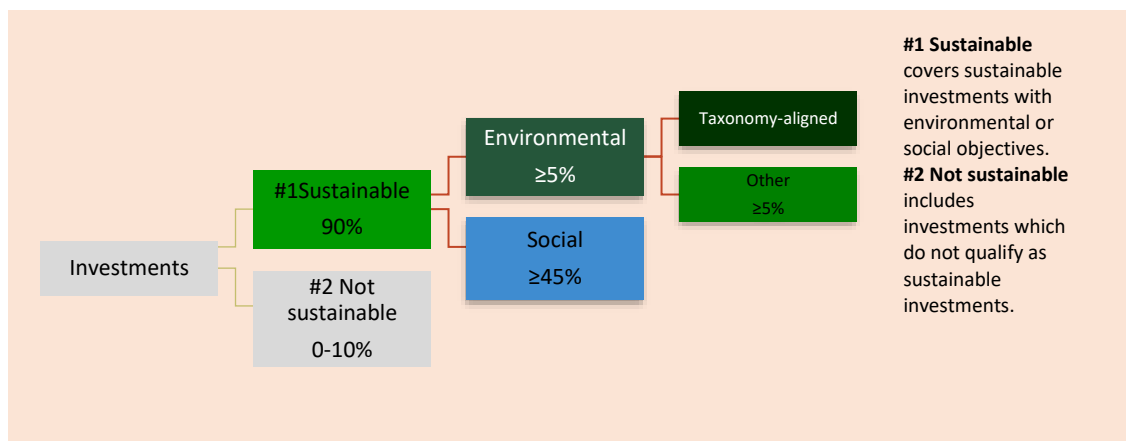 Investments
#1Sustainable
90%
#2 Not
sustainable
0-10%
Environmental
≥5%
Social
≥45%
Taxonomy-aligned
Other
≥5%
#1 Sustainable
covers sustainable
investments with
environmental or
social objectives.
#2 Not sustainable
includes
investments which
do not qualify as
sustainable
investments.